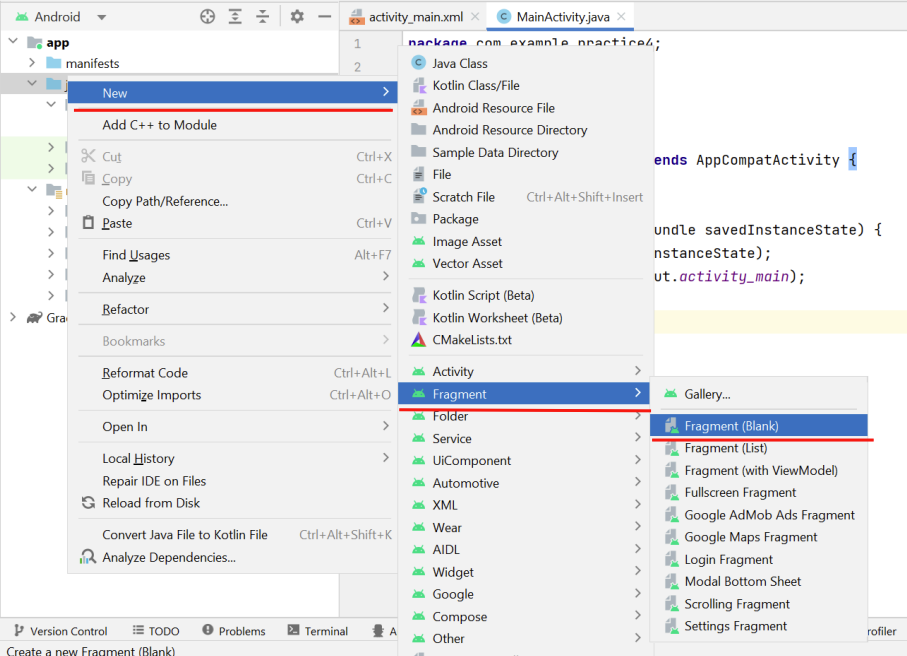 Android
activity_main.xml
MainActivity.java
app
manifests
1
2
package com.example.practice4;
ends AppCompatActivity {
undle savedInstanceState) {
nstanceState);
ut.activity_main);
New
Add C++ to Module
Cut Ctrl+X
Copy Ctrl+C
Copy Path/Reference...
Paste Ctrl+V
Find Usages Alt+F7
Analyze
Refactor
Bookmarks
Reformat Code Ctrl+Alt+L
Optimize Imports Ctrl+Alt+O
Open In
Local History
Repair IDE on Files
Reload from Disk
Convert Java File to Kotlin File Ctrl+Alt+Shift+K
Analyze Dependencies...
Java Class
Kotlin Class/File
Android Resource File
Android Resource Directory
Sample Data Directory
File
Scratch File Ctrl+Alt+Shift+Insert
Package
Image Asset
Vector Asset
Kotlin Script (Beta)
Kotlin Worksheet (Beta)
CMakeLists.txt
Activity
Fragment
Folder
Service
UiComponent
Automotive
XML
Wear
AIDL
Widget
Google
Compose
Other
Gallery...
Fragment (Blank)
Fragment (List)
Fragment (with ViewModel)
Fullscreen Fragment
Google AdMob Ads Fragment
Google Maps Fragment
Login Fragment
Modal Bottom Sheet
Scrolling Fragment
Settings Fragment
Gra
Version Control
TODO
Problems
Terminal
A
rofiler
Create a new Fragment (Blank)